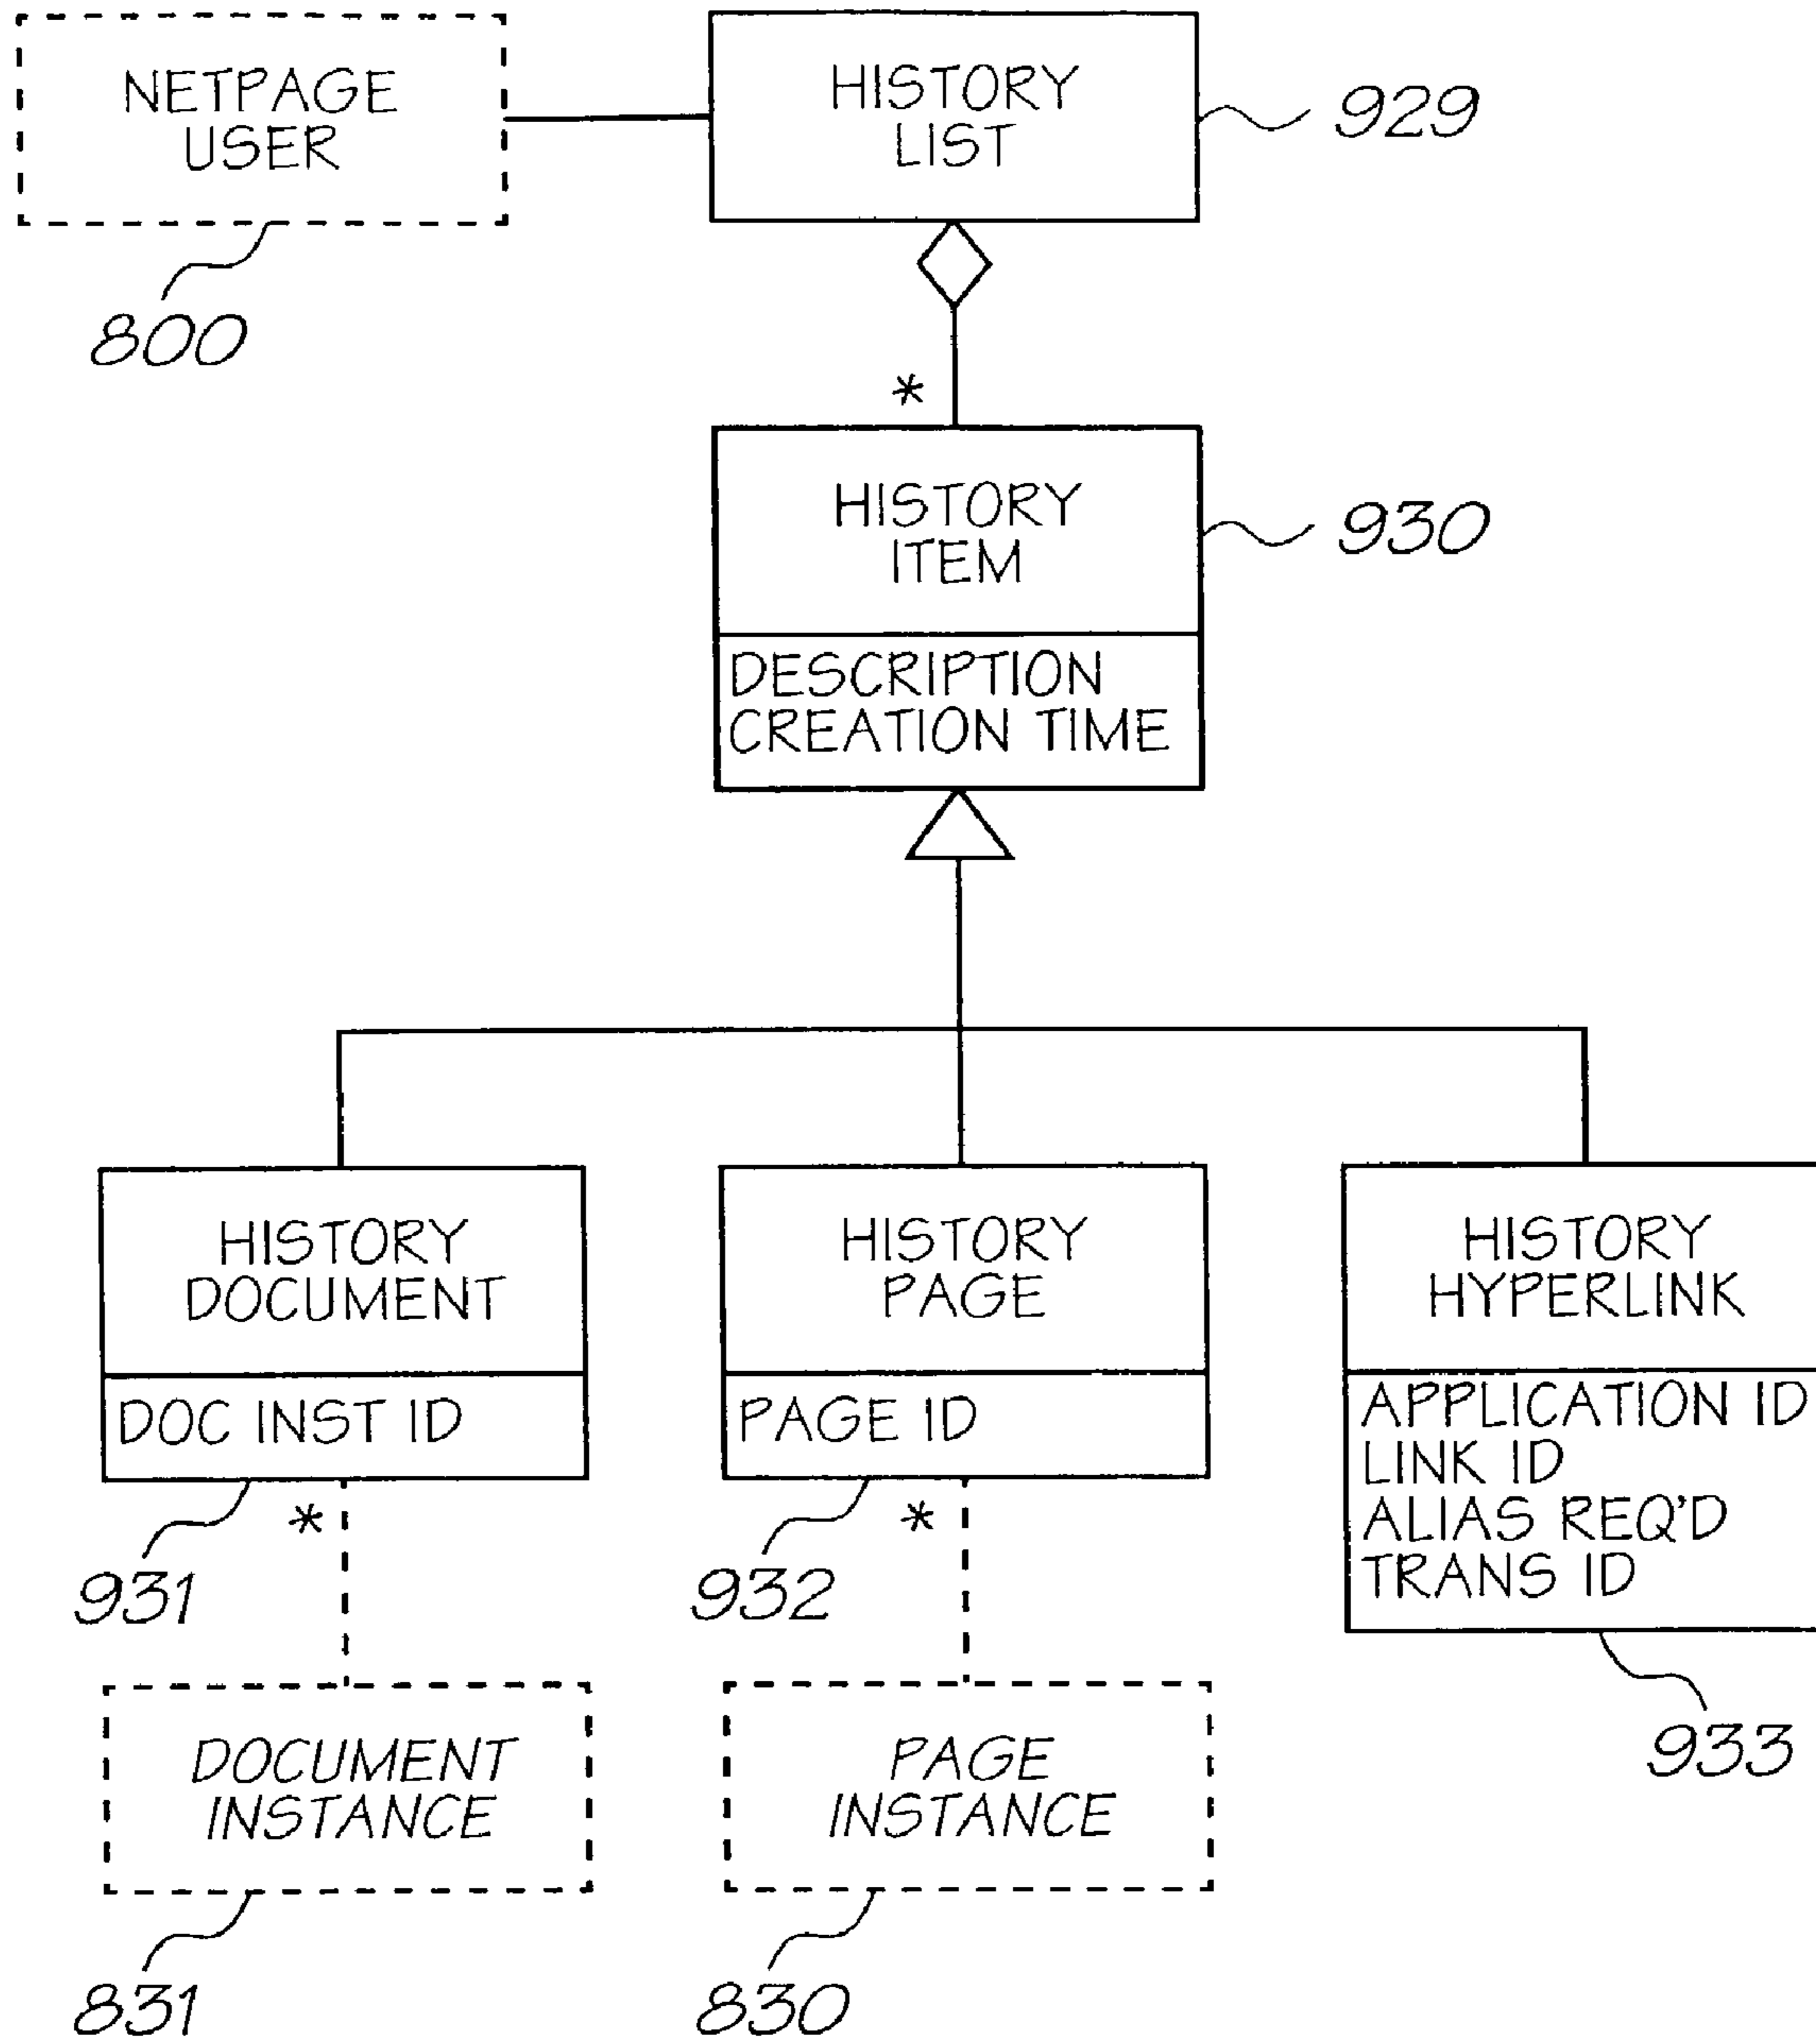 NETPAGE
USER
800
HISTORY
LIST
929
*
HISTORY
ITEM
930
DESCRIPTION
CREATION TIME
HISTORY
DOCUMENT
DOC INST ID
931
*
HISTORY
PAGE
PAGE ID
932
*
HISTORY
HYPERLINK
APPLICATION ID
LINK ID
ALIAS REQ'D
TRANS ID
933
DOCUMENT
INSTANCE
831
PAGE
INSTANCE
830